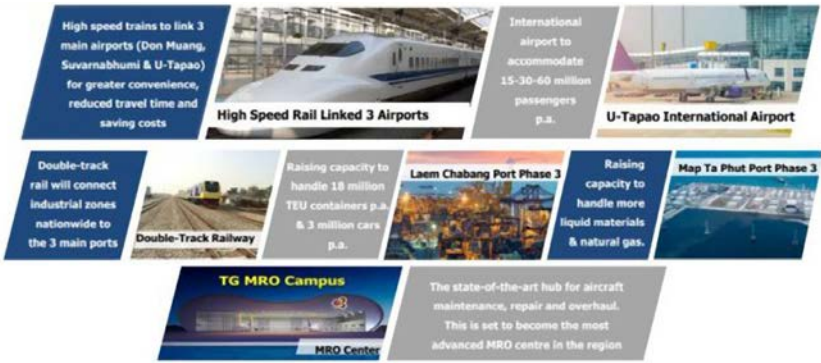 High speed trains to link 3
main airports (Don Muang,
Suvarnabhumi & U-Tapao)
for greater convenience,
reduced travel time and
saving costs
High Speed Rail Linked 3 Airports
International
airport to
accommodate
15-30-60 million
passengers
p.a.
U-Tapao International Airport
Double-track
rail will connect
industrial zones
nationwide to
the 3 main ports
Double-Track Railway
Raising capacity to
handle 18 million
TEU containers p.a.
& 3 million cars
p.a.
Laem Chabang Port Phase 3
Raising
capacity to
handle more
liquid materials
& natural gas.
Map Ta Phut Port Phase 3
TG MRO Campus
MRO Center
The state-of-the-art hub for aircraft
maintenance, repair and overhaul.
This is set to become the most
advanced MRO centre in the region